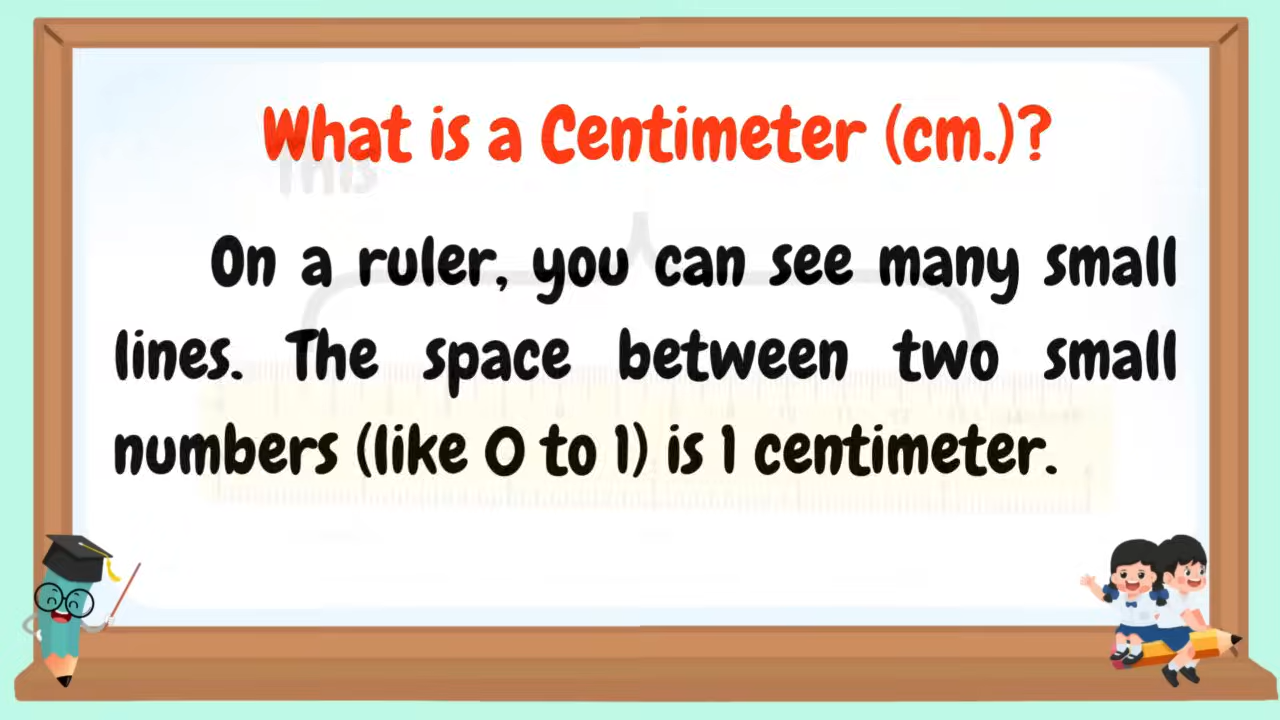 What is a Centimeter (cm.)?
On a ruler, you can see many small
lines. The space between two small
numbers (like 0 to 1) is 1 centimeter.